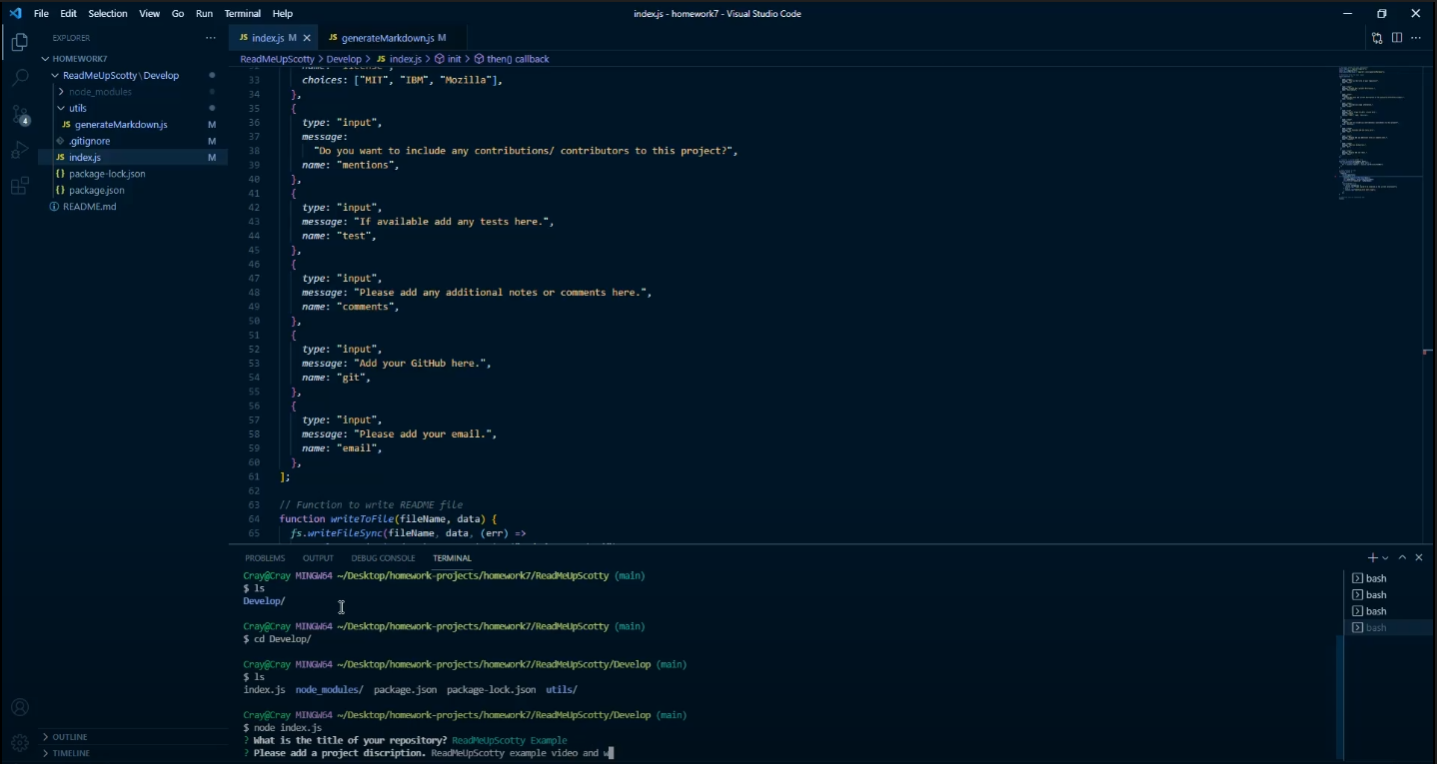 File Edit Selection View Go Run Terminal Help
index.js - homework7 - Visual Studio Code
EXPLORER
HOMEWORK7
ReadMeUpScotty \ Develop
node_modules
utils
JS generateMarkdown.js M
.gitignore M
JS index.js M
{} package-lock.json
{} package.json
README.md
OUTLINE
TIMELINE
4
JS index.js M
JS generateMarkdown.js M
ReadMeUpScotty > Develop > JS index.js > init > then() callback
33 choices: ["MIT", "IBM", "Mozilla"],
34 },
35 {
36 type: "input",
37 message:
38 "Do you want to include any contributions/ contributors to this project?",
39 name: "mentions",
40 },
41 {
42 type: "input",
43 message: "If available add any tests here.",
44 name: "test",
45 },
46 {
47 type: "input",
48 message: "Please add any additional notes or comments here.",
49 name: "comments",
50 },
51 {
52 type: "input",
53 message: "Add your GitHub here.",
54 name: "git",
55 },
56 {
57 type: "input",
58 message: "Please add your email.",
59 name: "email",
60 },
61 ];
62
63 // Function to write README file
64 function writeToFile(fileName, data) {
65 fs.writeFileSync(fileName, data, (err) =>
PROBLEMS OUTPUT DEBUG CONSOLE TERMINAL
Cray@Cray MINGW64 ~/Desktop/homework-projects/homework7/ReadMeUpScotty (main)
$ ls
Develop/
Cray@Cray MINGW64 ~/Desktop/homework-projects/homework7/ReadMeUpScotty (main)
$ cd Develop/
Cray@Cray MINGW64 ~/Desktop/homework-projects/homework7/ReadMeUpScotty/Develop (main)
$ ls
index.js node_modules/ package.json package-lock.json utils/
Cray@Cray MINGW64 ~/Desktop/homework-projects/homework7/ReadMeUpScotty/Develop (main)
$ node index.js
? What is the title of your repository? ReadMeUpScotty Example
? Please add a project discription. ReadMeUpScotty example video and w
bash
bash
bash
bash